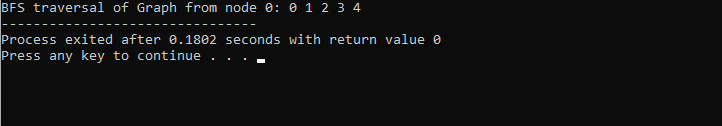 BFS traversal of Graph from node 0: 0 1 2 3 4
--------------------------------
Process exited after 0.1802 seconds with return value 0
Press any key to continue . . .